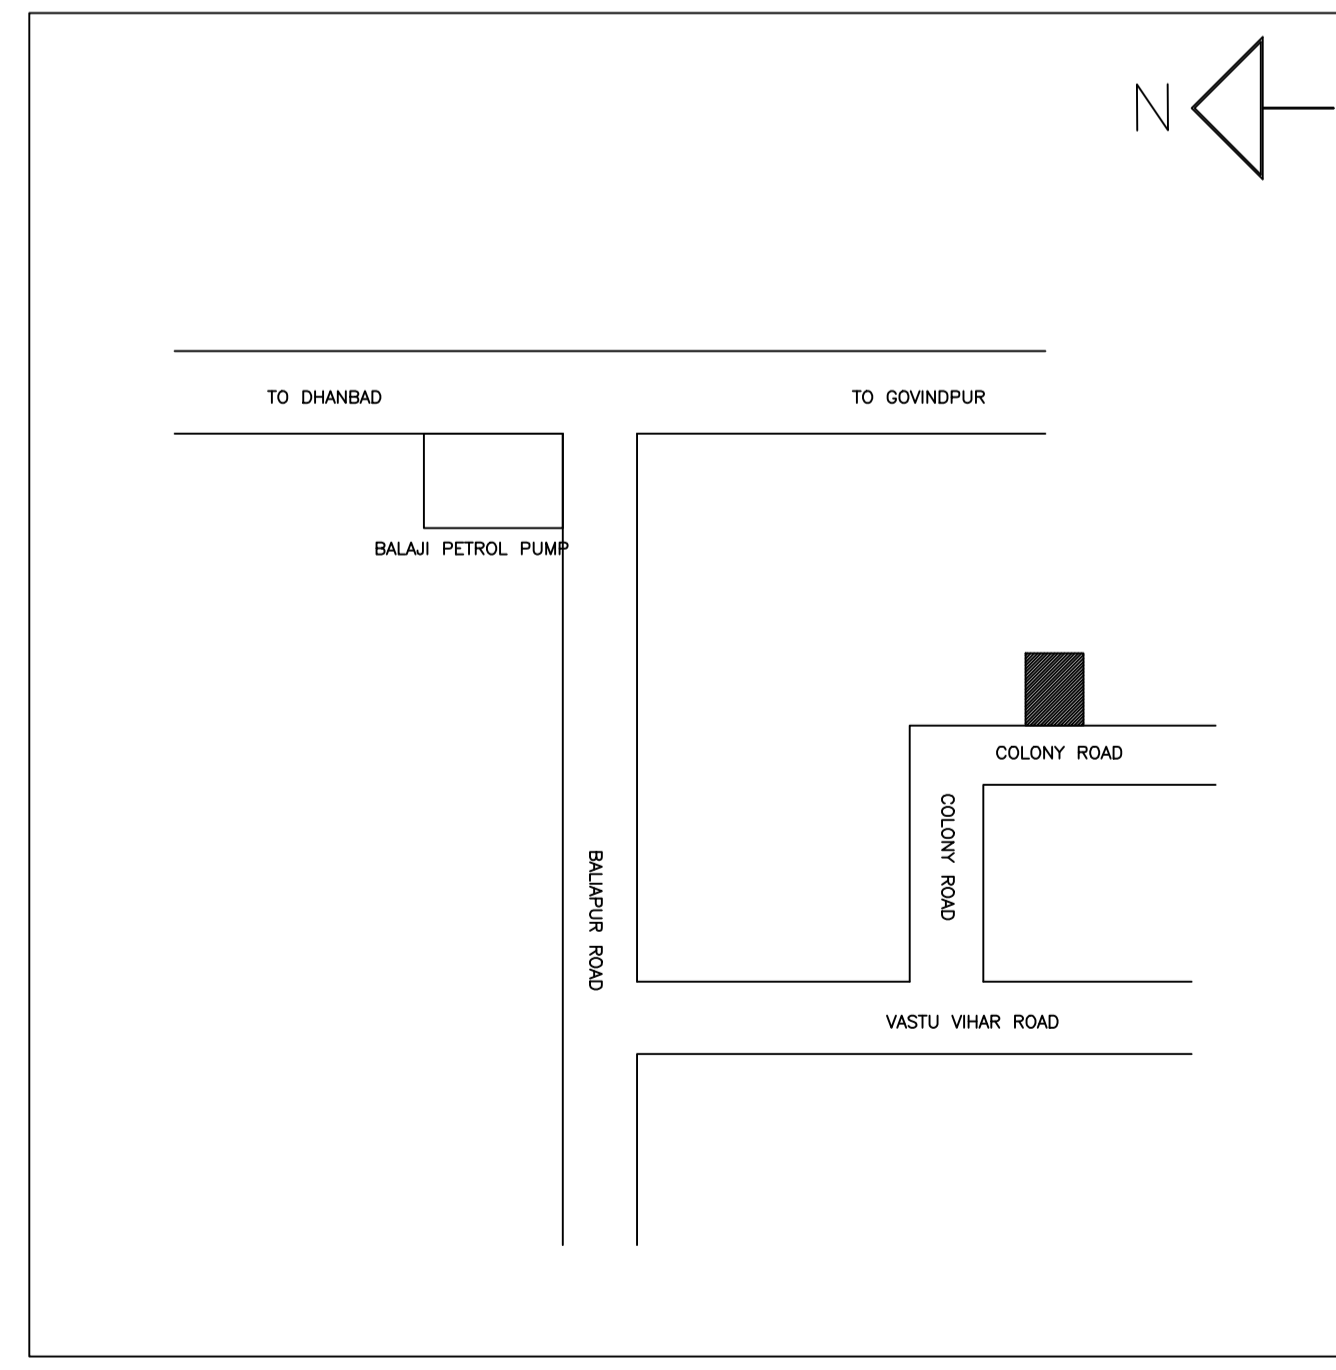 N
TO DHANBAD
TO GOVINDPUR
BALAJI PETROL PUMP
COLONY ROAD
COLONY ROAD
BALIAPUR ROAD
VASTU VIHAR ROAD